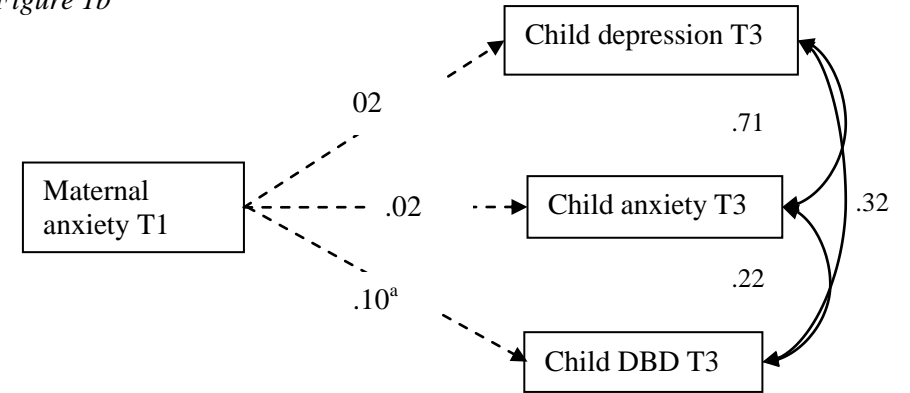 Figure 1b
Child depression T3
02
.71
Maternal
anxiety T1
.02
Child anxiety T3
.32
.10ᵃ
.22
Child DBD T3